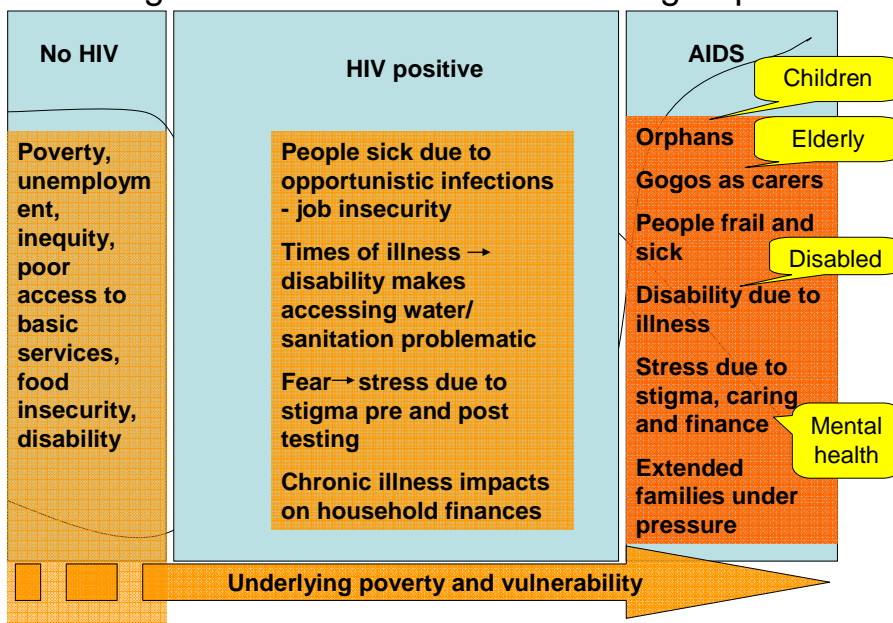 No HIV
Poverty,
unemploym
ent,
inequity,
poor
access to
basic
services,
food
insecurity,
disability
HIV positive
People sick due to
opportunistic infections
- job insecurity
Times of illness →
disability makes
accessing water/
sanitation problematic
Fear→ stress due to
stigma pre and post
testing
Chronic illness impacts
on household finances
AIDS
Children
Orphans
Elderly
Gogos as carers
People frail and
sick
Disabled
Disability due to
illness
Stress due to
stigma, caring
and finance
Mental
health
Extended
families under
pressure
Underlying poverty and vulnerability